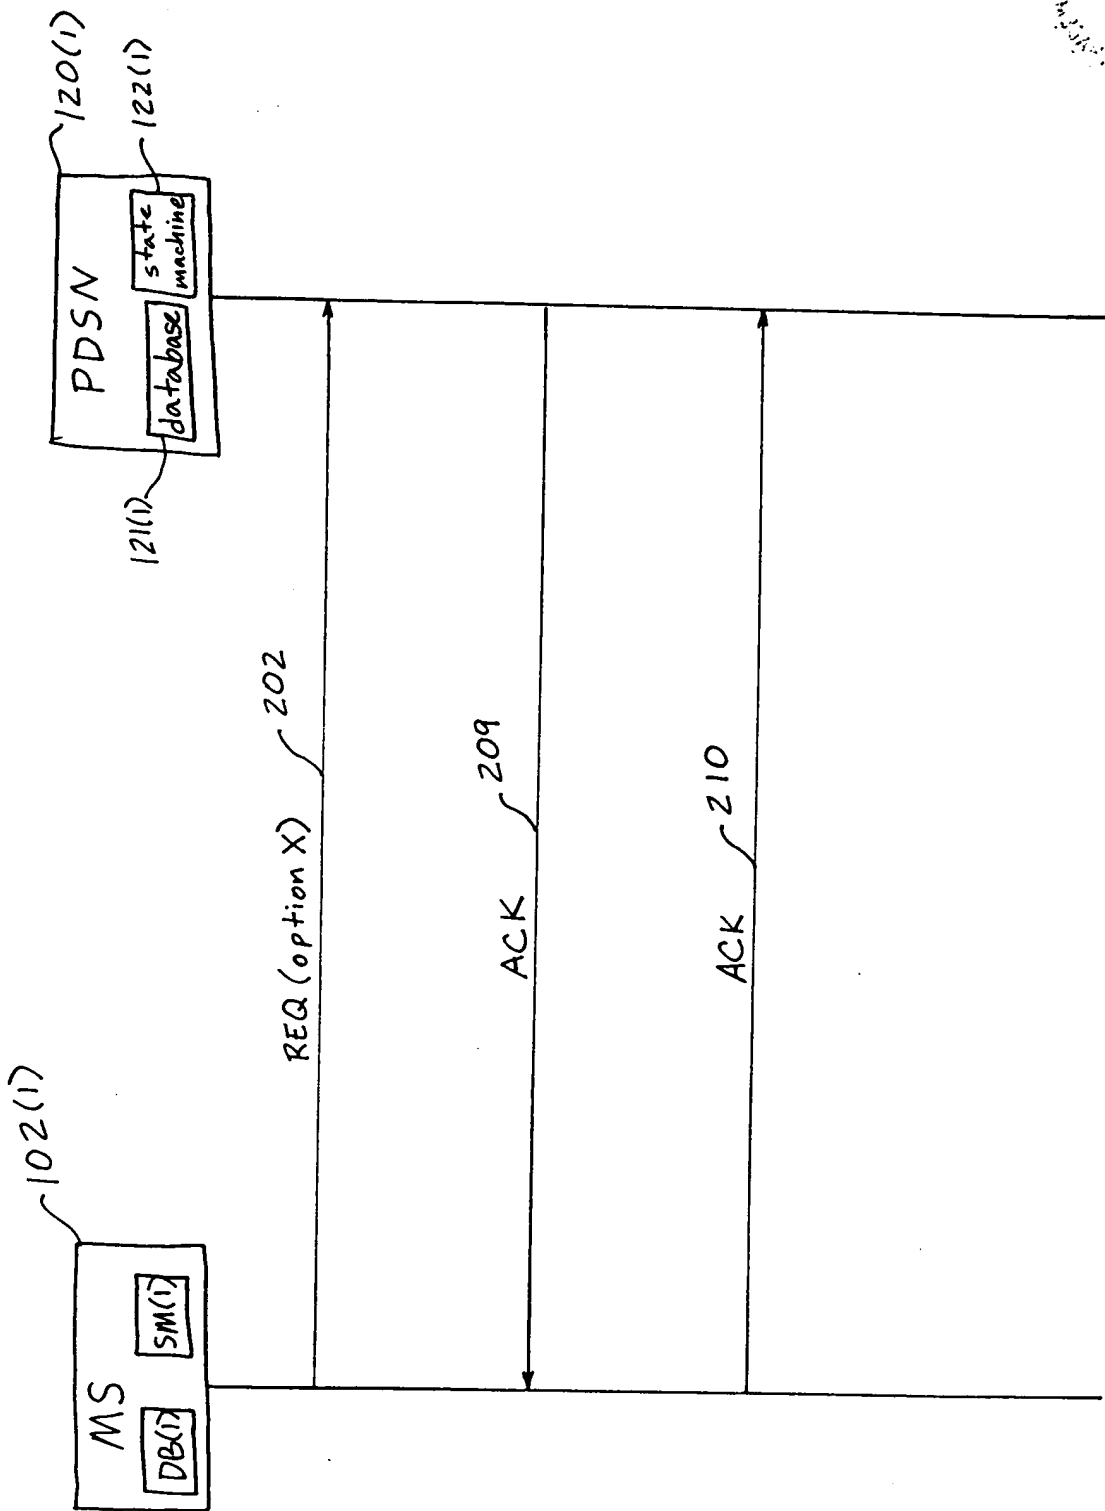 102(1)
MS
DB(1)
SM(1)
120(1)
PDSN
database
state
machine
121(1)
122(1)
REQ (option X)
202
ACK
209
ACK
210